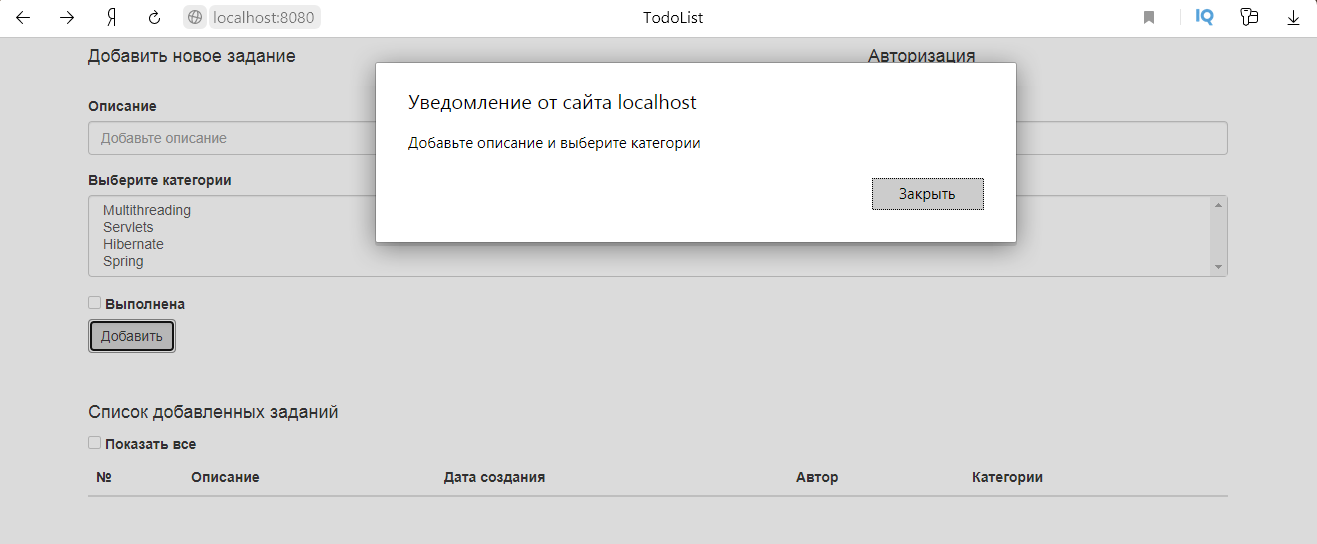 Я localhost:8080 TodoList IQ
Добавить новое задание Авторизация
Уведомление от сайта localhost
Добавьте описание и выберите категории
Закрыть
Описание
Добавьте описание
Выберите категории
Multithreading
Servlets
Hibernate
Spring
Выполнена
Добавить
Список добавленных заданий
Показать все
№ Описание Дата создания Автор Категории